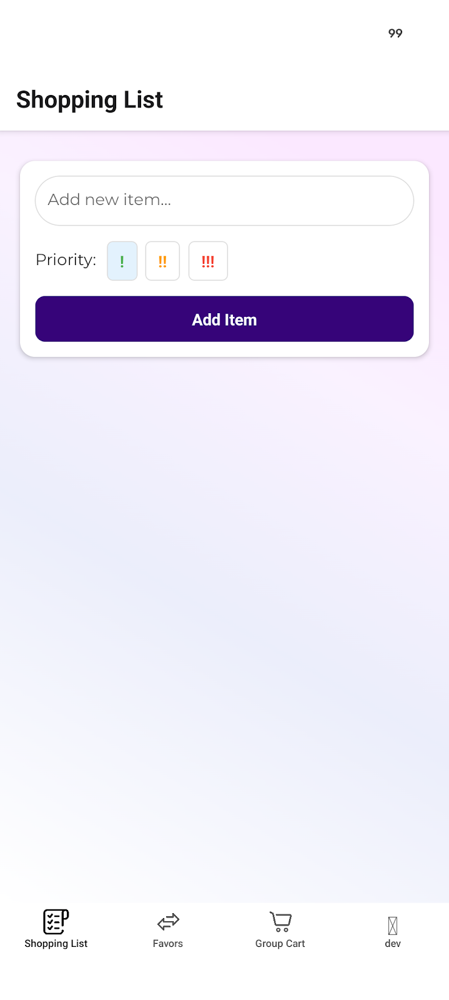 99
Shopping List
Add new item...
Priority: ! !! !!!
Add Item
Shopping List Favors Group Cart dev